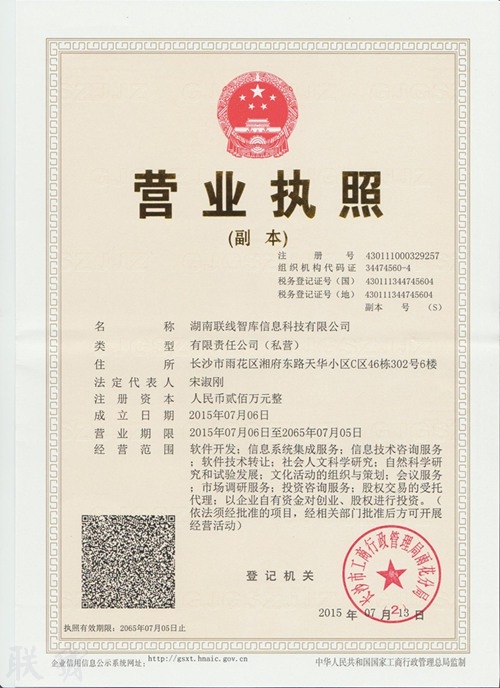 营业执照
(副 本)
注 册 号 430111000329257
组织机构代码证 34474560-4
税务登记证号(国) 430111344745604
税务登记证号(地) 430111344745604
副本号 (S)
名 称 湖南联线智库信息科技有限公司
类 型 有限责任公司(私营)
住 所 长沙市雨花区湘府东路天华小区C区46栋302号6楼
法定代表人 宋淑刚
注册资本 人民币贰佰万元整
成立日期 2015年07月06日
营业期限 2015年07月06日至2065年07月05日
经营范围 软件开发；信息系统集成服务；信息技术咨询服务
；软件技术转让；社会人文科学研究；自然科学研
究和试验发展；文化活动的组织与策划；会议服务
；市场调研服务；投资咨询服务；股权交易的受托
代理；以企业自有资金对创业、股权进行投资。（
依法须经批准的项目，经相关部门批准后方可开展
经营活动）
登记机关
长沙市工商行政管理局雨花分局
2
2015 年 07 月 13 日
执照有效期限：2065年07月05日止
企业信用信息公示系统网址：http://gsxt.hnaic.gov.cn
中华人民共和国国家工商行政管理总局监制